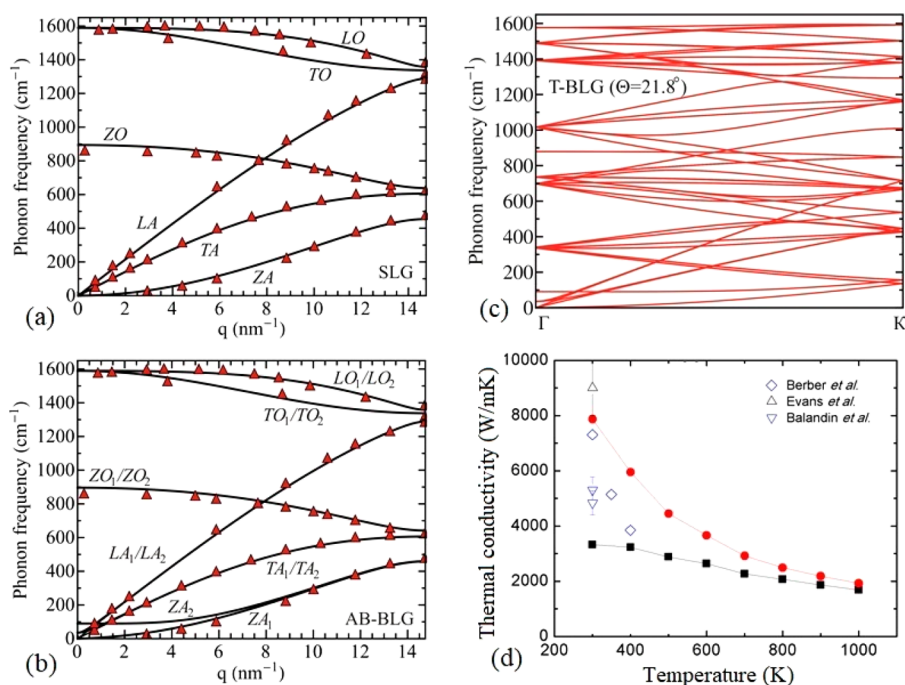 1600
1400
1200
1000
800
600
400
200
0
Phonon frequency (cm⁻¹)
LO
TO
ZO
LA
TA
ZA
SLG
0 2 4 6 8 10 12 14
q (nm⁻¹)
(a)
1600
1400
1200
1000
800
600
400
200
0
Phonon frequency (cm⁻¹)
T-BLG (Θ=21.8°)
Γ K
(c)
1600
1400
1200
1000
800
600
400
200
0
Phonon frequency (cm⁻¹)
LO₁/LO₂
TO₁/TO₂
ZO₁/ZO₂
LA₁/LA₂
TA₁/TA₂
ZA₂
ZA₁
AB-BLG
0 2 4 6 8 10 12 14
q (nm⁻¹)
(b)
10000
8000
6000
4000
2000
0
Thermal conductivity (W/mK)
Berber et al.
Evans et al.
Balandin et al.
200 400 600 800 1000
Temperature (K)
(d)